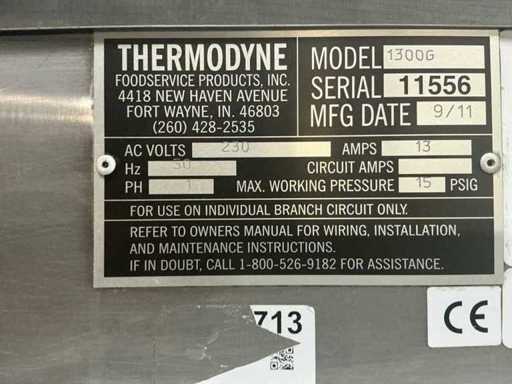 THERMODYNE
FOODSERVICE PRODUCTS, INC.
4418 NEW HAVEN AVENUE
FORT WAYNE, IN. 46803
(260) 428-2535
MODEL 1300G
SERIAL 11556
MFG DATE 9/11
AC VOLTS 230 AMPS 13
Hz 50 CIRCUIT AMPS
PH 1 MAX. WORKING PRESSURE 15 PSIG
FOR USE ON INDIVIDUAL BRANCH CIRCUIT ONLY.
REFER TO OWNERS MANUAL FOR WIRING, INSTALLATION,
AND MAINTENANCE INSTRUCTIONS.
IF IN DOUBT, CALL 1-800-526-9182 FOR ASSISTANCE.
713
CE